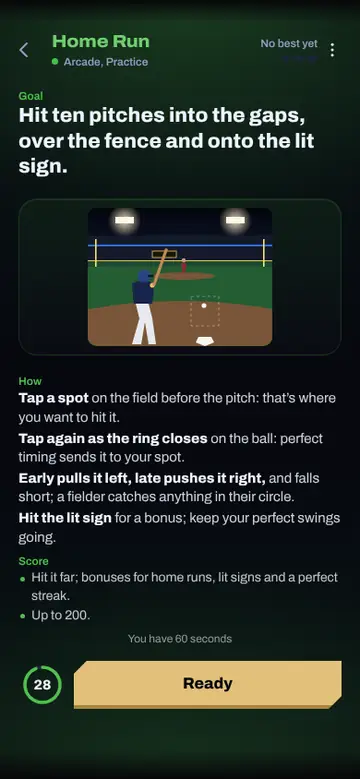 Home Run
No best yet
Arcade, Practice
Goal
Hit ten pitches into the gaps,
over the fence and onto the lit
sign.
How
Tap a spot on the field before the pitch: that's where
you want to hit it.
Tap again as the ring closes on the ball: perfect
timing sends it to your spot.
Early pulls it left, late pushes it right, and falls
short; a fielder catches anything in their circle.
Hit the lit sign for a bonus; keep your perfect swings
going.
Score
Hit it far; bonuses for home runs, lit signs and a perfect
streak.
Up to 200.
You have 60 seconds
28
Ready